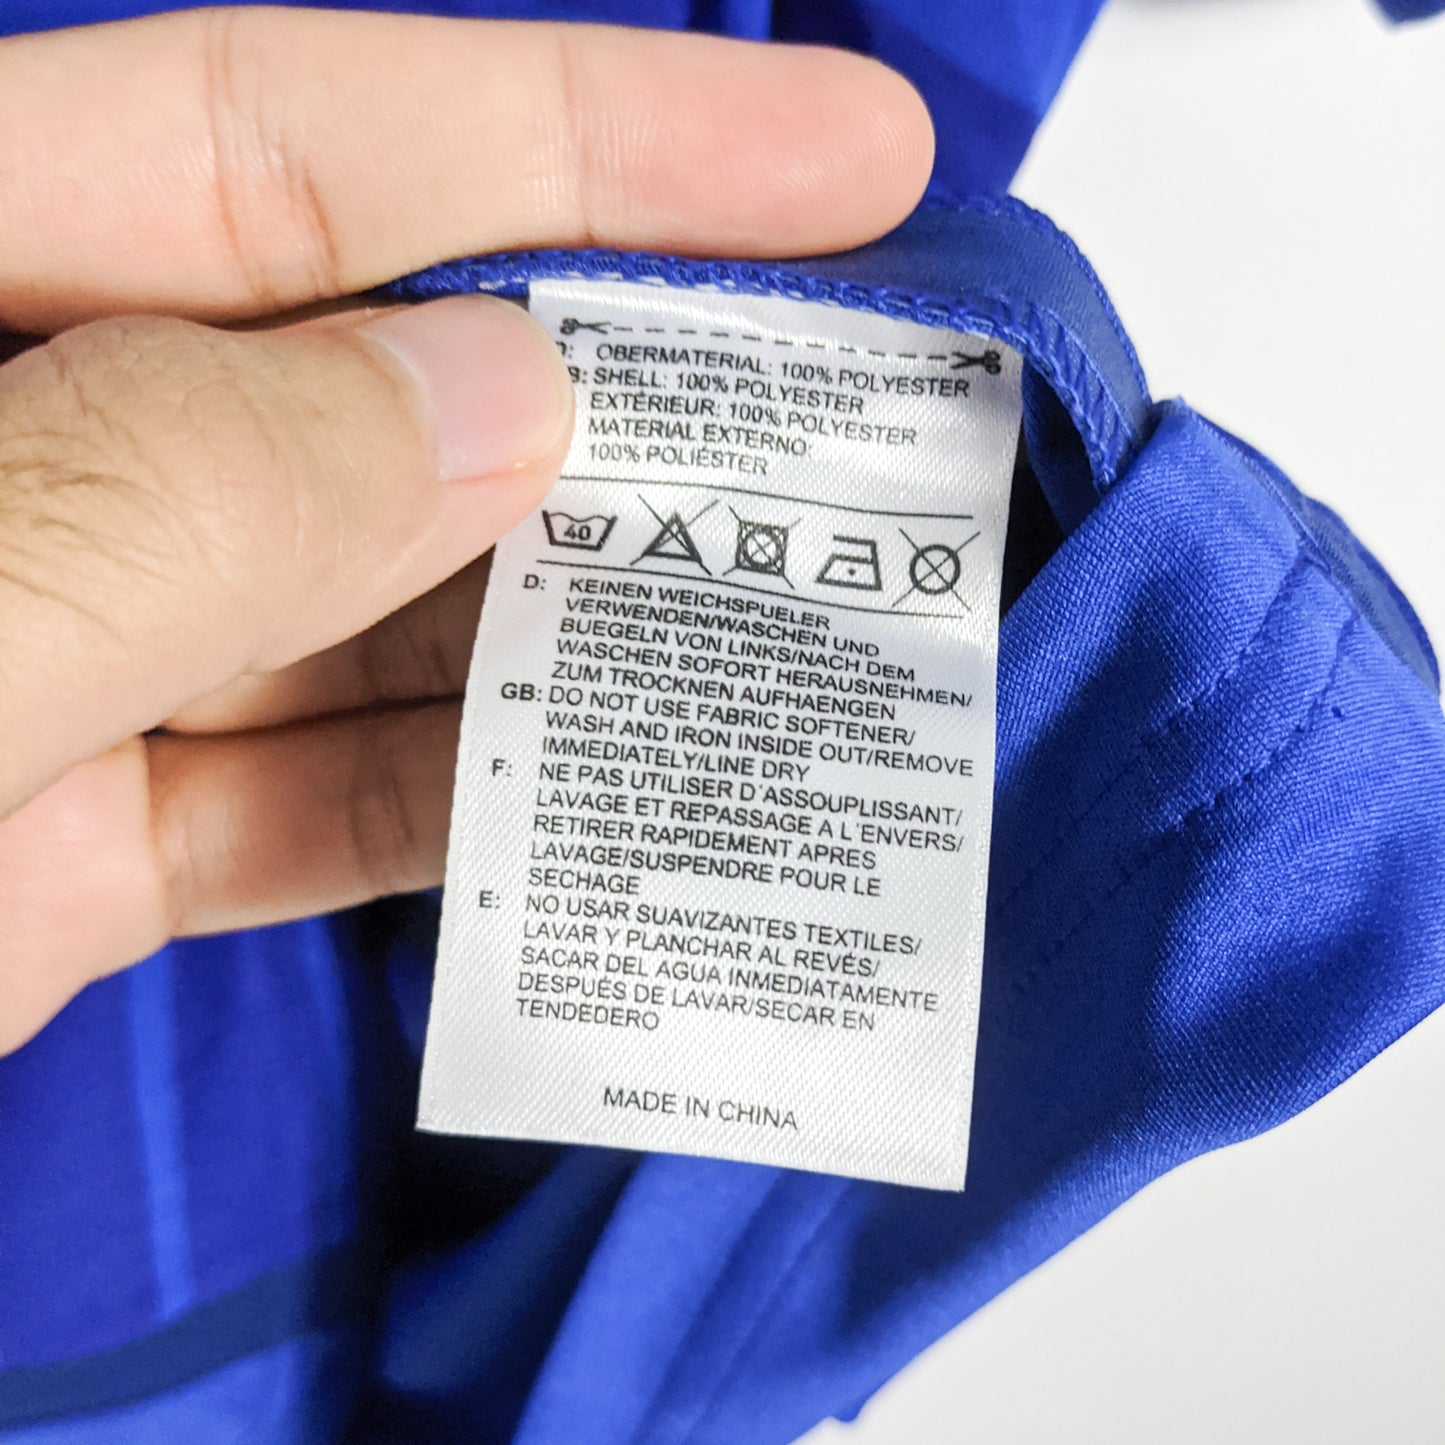 : OBERMATERIAL: 100% POLYESTER
B: SHELL: 100% POLYESTER
EXTÉRIEUR: 100% POLYESTER
MATERIAL EXTERNO:
100% POLIÉSTER
40
D: KEINEN WEICHSPUELER
VERWENDEN/WASCHEN UND
BUEGELN VON LINKS/NACH DEM
WASCHEN SOFORT HERAUSNEHMEN/
ZUM TROCKNEN AUFHAENGEN
GB: DO NOT USE FABRIC SOFTENER/
WASH AND IRON INSIDE OUT/REMOVE
IMMEDIATELY/LINE DRY
F: NE PAS UTILISER D'ASSOUPLISSANT/
LAVAGE ET REPASSAGE A L'ENVERS/
RETIRER RAPIDEMENT APRES
LAVAGE/SUSPENDRE POUR LE
SECHAGE
E: NO USAR SUAVIZANTES TEXTILES/
LAVAR Y PLANCHAR AL REVÉS/
SACAR DEL AGUA INMEDIATAMENTE
DESPUÉS DE LAVAR/SECAR EN
TENDEDERO
MADE IN CHINA